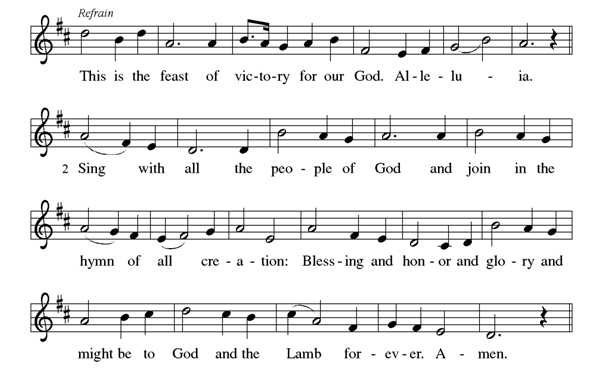 Refrain
This is the feast of vic-to-ry for our God. Al-le-lu - ia.
2 Sing with all the peo - ple of God and join in the
hymn of all cre - a - tion: Bless - ing and hon - or and glo - ry and
might be to God and the Lamb for - ev - er. A - men.